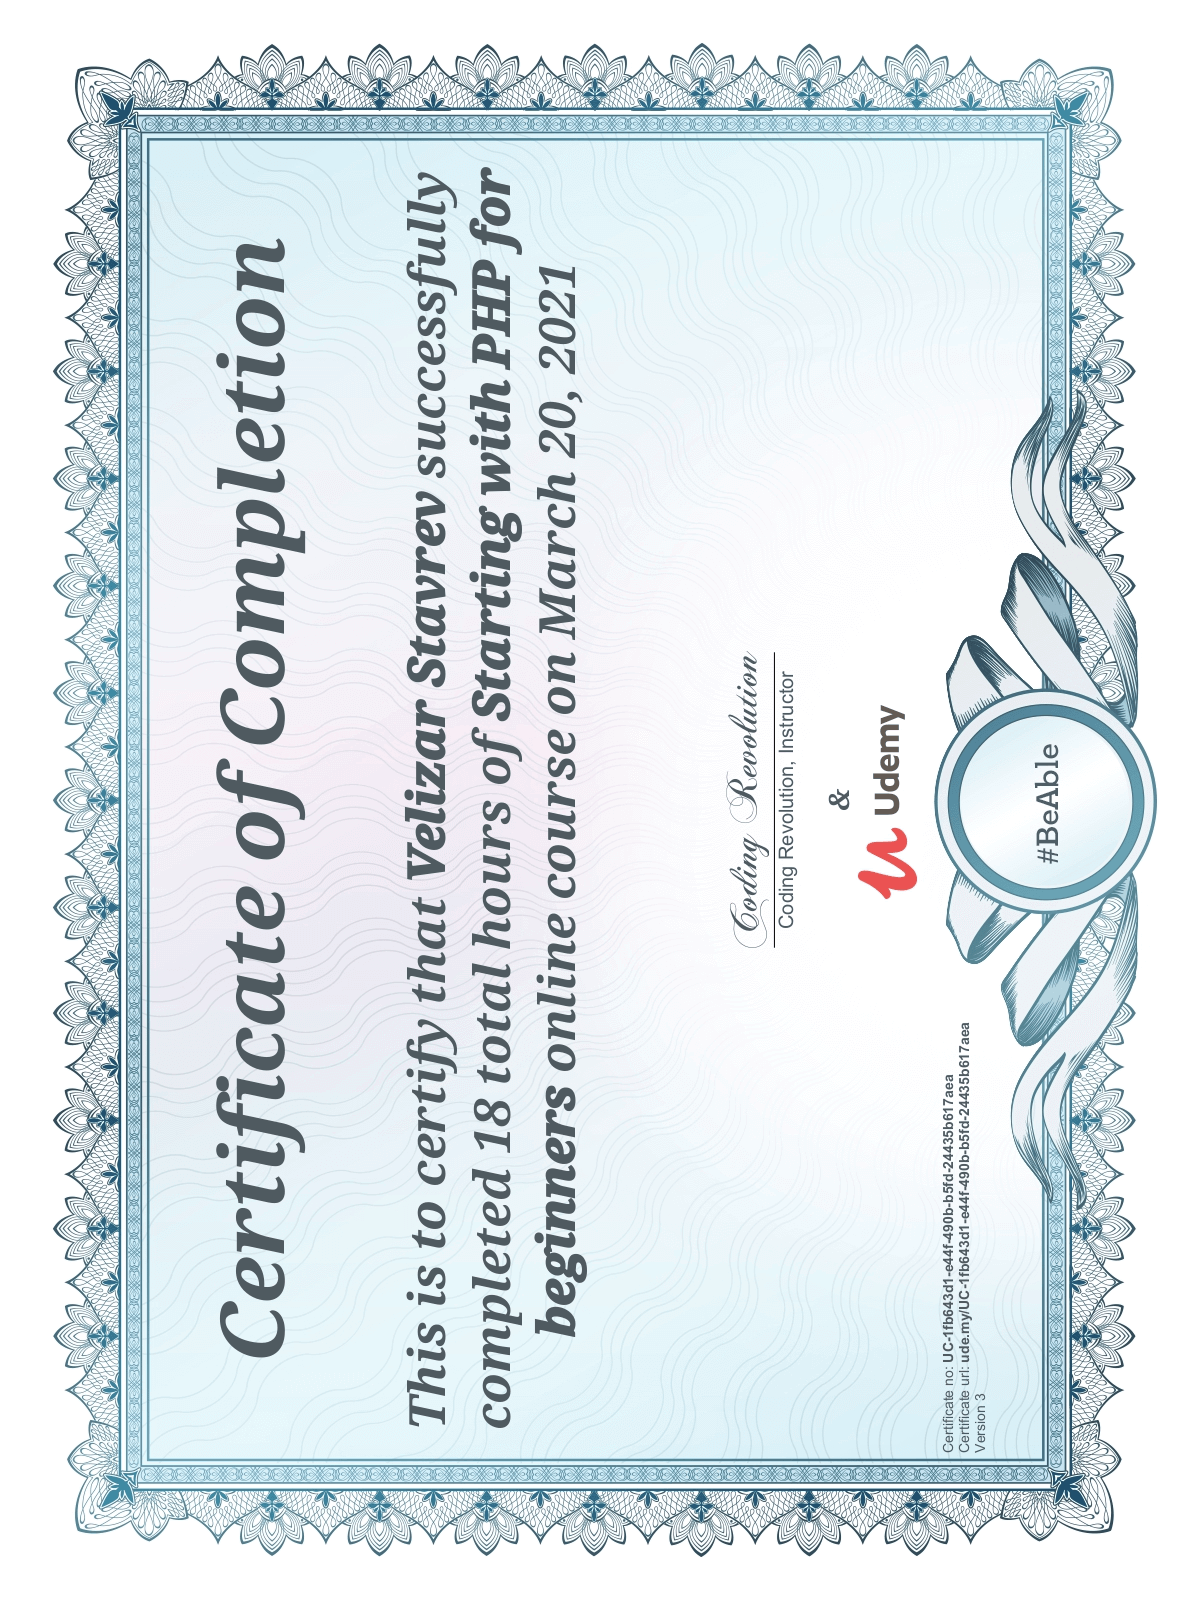 Certificate of Completion
This is to certify that Velizar Stavrev successfully
completed 18 total hours of Starting with PHP for
beginners online course on March 20, 2021
Coding Revolution
Coding Revolution, Instructor
&
Udemy
Certificate no: UC-1fb643d1-e44f-490b-b5fd-24435b617aea
Certificate url: ude.my/UC-1fb643d1-e44f-490b-b5fd-24435b617aea
Version 3
#BeAble